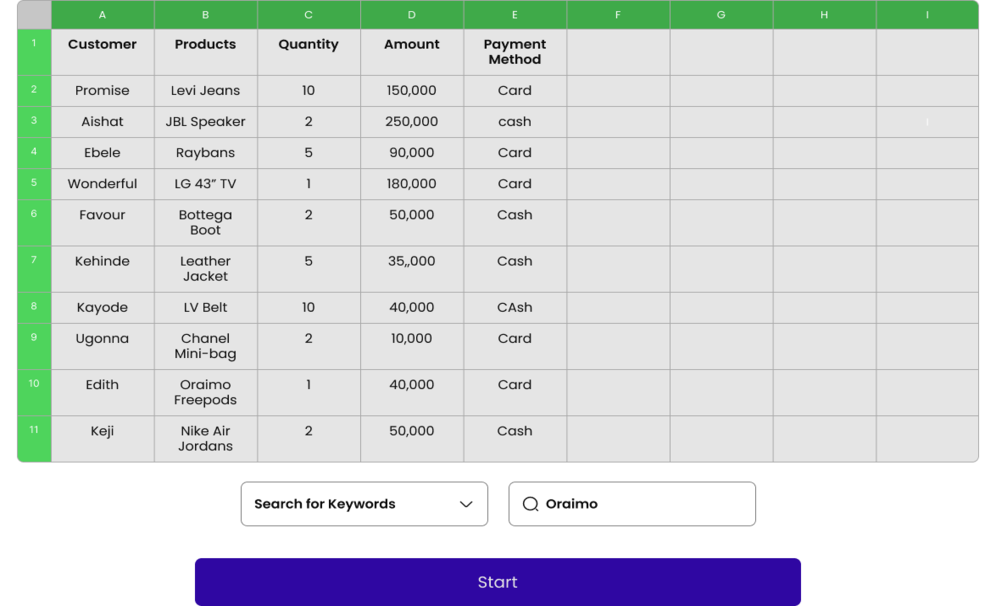 A B C D E F G H I
1 Customer Products Quantity Amount Payment Method
2 Promise Levi Jeans 10 150,000 Card
3 Aishat JBL Speaker 2 250,000 cash
4 Ebele Raybans 5 90,000 Card
5 Wonderful LG 43” TV 1 180,000 Card
6 Favour Bottega Boot 2 50,000 Cash
7 Kehinde Leather Jacket 5 35,,000 Cash
8 Kayode LV Belt 10 40,000 CAsh
9 Ugonna Chanel Mini-bag 2 10,000 Card
10 Edith Oraimo Freepods 1 40,000 Card
11 Keji Nike Air Jordans 2 50,000 Cash
Search for Keywords Oraimo
Start